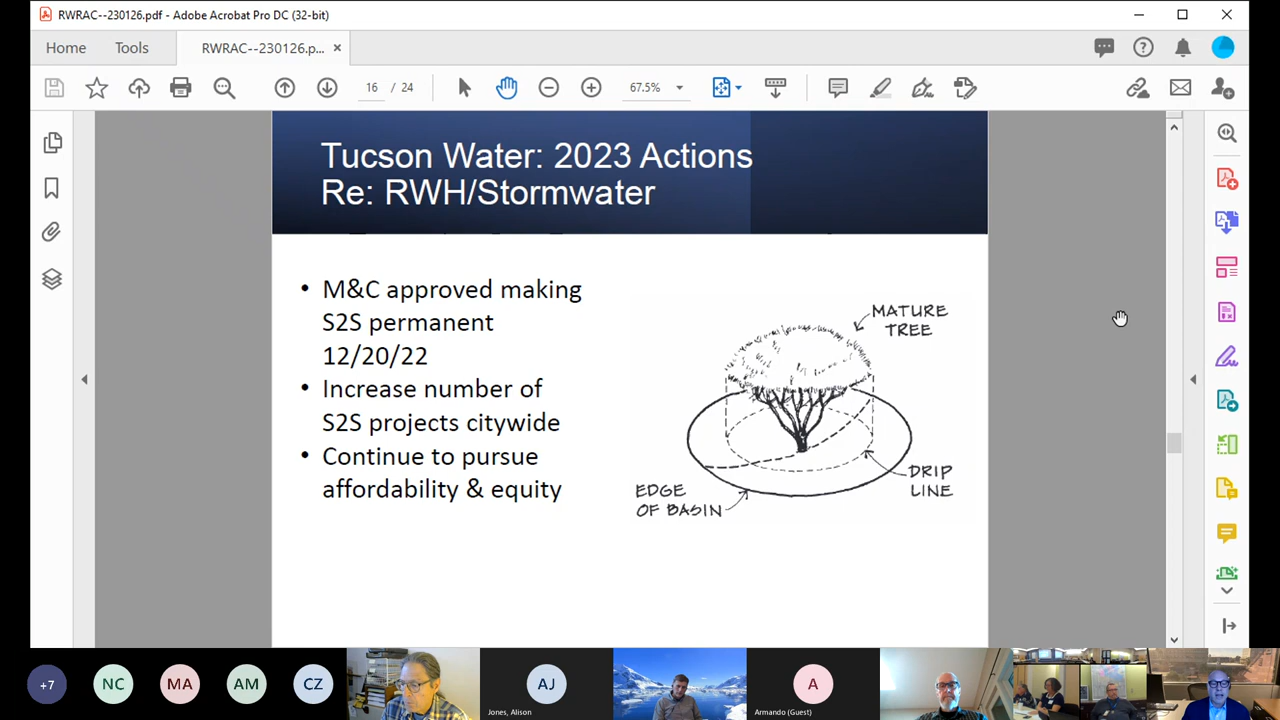 RWRAC--230126.pdf - Adobe Acrobat Pro DC (32-bit)
Home Tools RWRAC--230126.p... ×
16 / 24 67.5%
Tucson Water: 2023 Actions
Re: RWH/Stormwater
• M&C approved making
S2S permanent
12/20/22
• Increase number of
S2S projects citywide
• Continue to pursue
affordability & equity
MATURE
TREE
DRIP
LINE
EDGE
OF BASIN
+7 NC MA AM CZ AJ A
Jones, Alison
Armando (Guest)